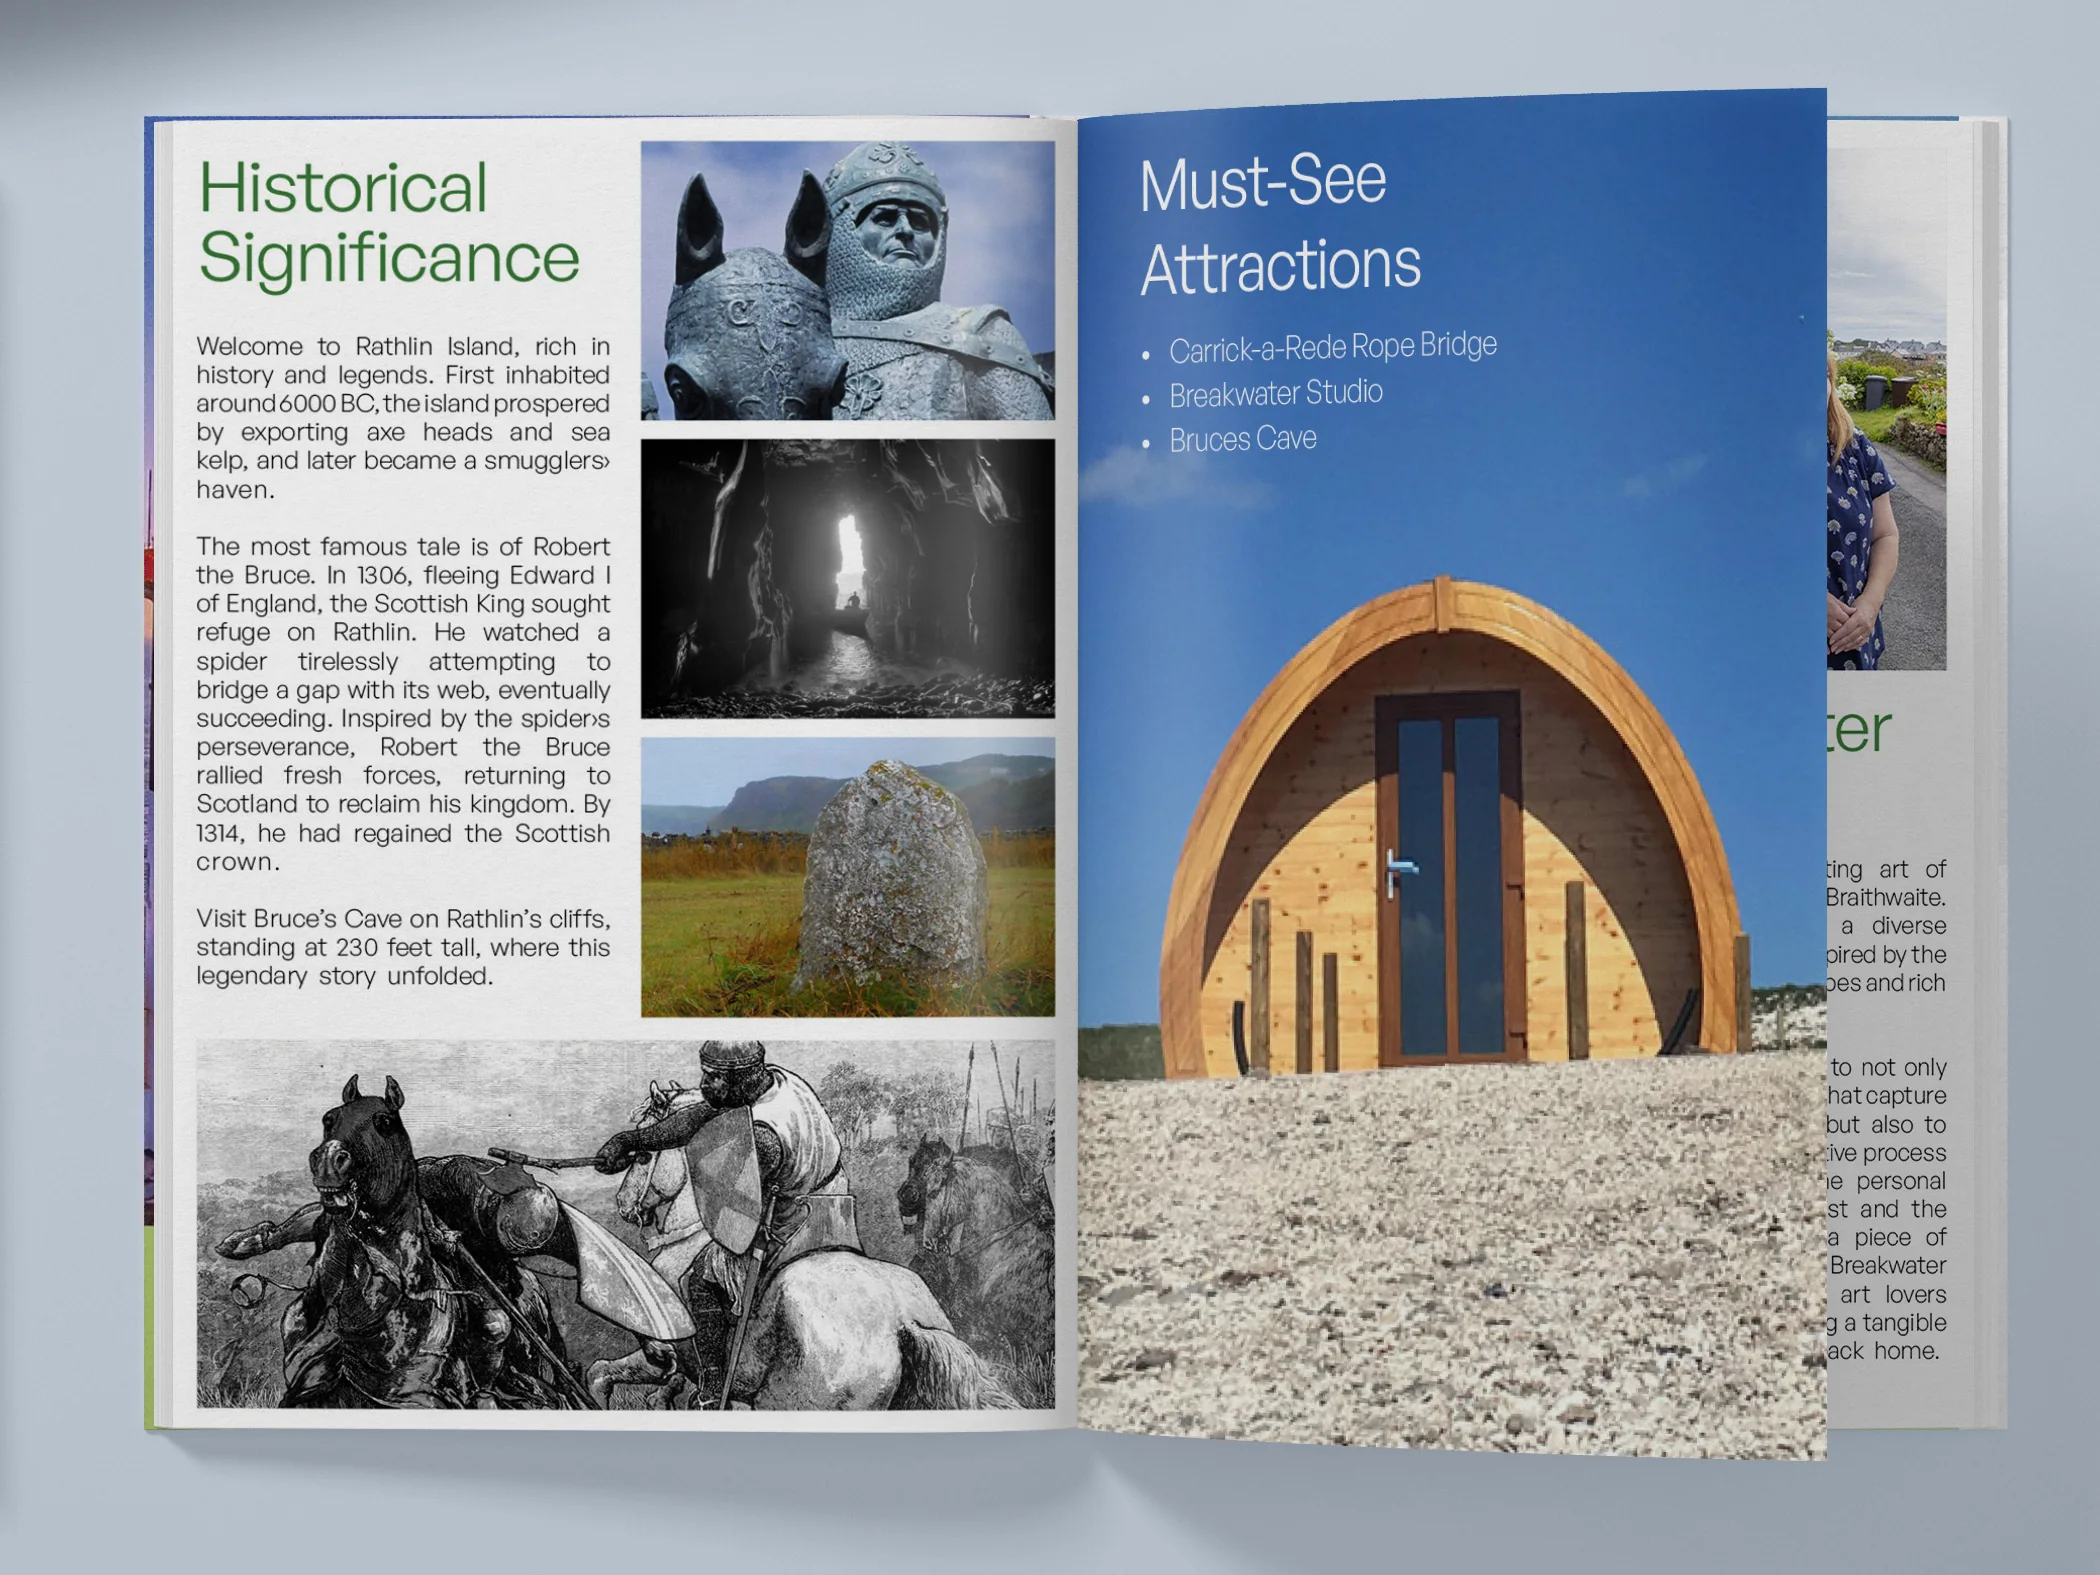 Historical
Significance
Welcome to Rathlin Island, rich in
history and legends. First inhabited
around 6000 BC, the island prospered
by exporting axe heads and sea
kelp, and later became a smugglers›
haven.
The most famous tale is of Robert
the Bruce. In 1306, fleeing Edward I
of England, the Scottish King sought
refuge on Rathlin. He watched a
spider tirelessly attempting to
bridge a gap with its web, eventually
succeeding. Inspired by the spider›s
perseverance, Robert the Bruce
rallied fresh forces, returning to
Scotland to reclaim his kingdom. By
1314, he had regained the Scottish
crown.
Visit Bruce’s Cave on Rathlin’s cliffs,
standing at 230 feet tall, where this
legendary story unfolded.
Must-See
Attractions
• Carrick-a-Rede Rope Bridge
• Breakwater Studio
• Bruces Cave
ter
ting art of
Braithwaite.
a diverse
pired by the
pes and rich
to not only
hat capture
but also to
tive process
personal
st and the
a piece of
Breakwater
art lovers
g a tangible
ack home.